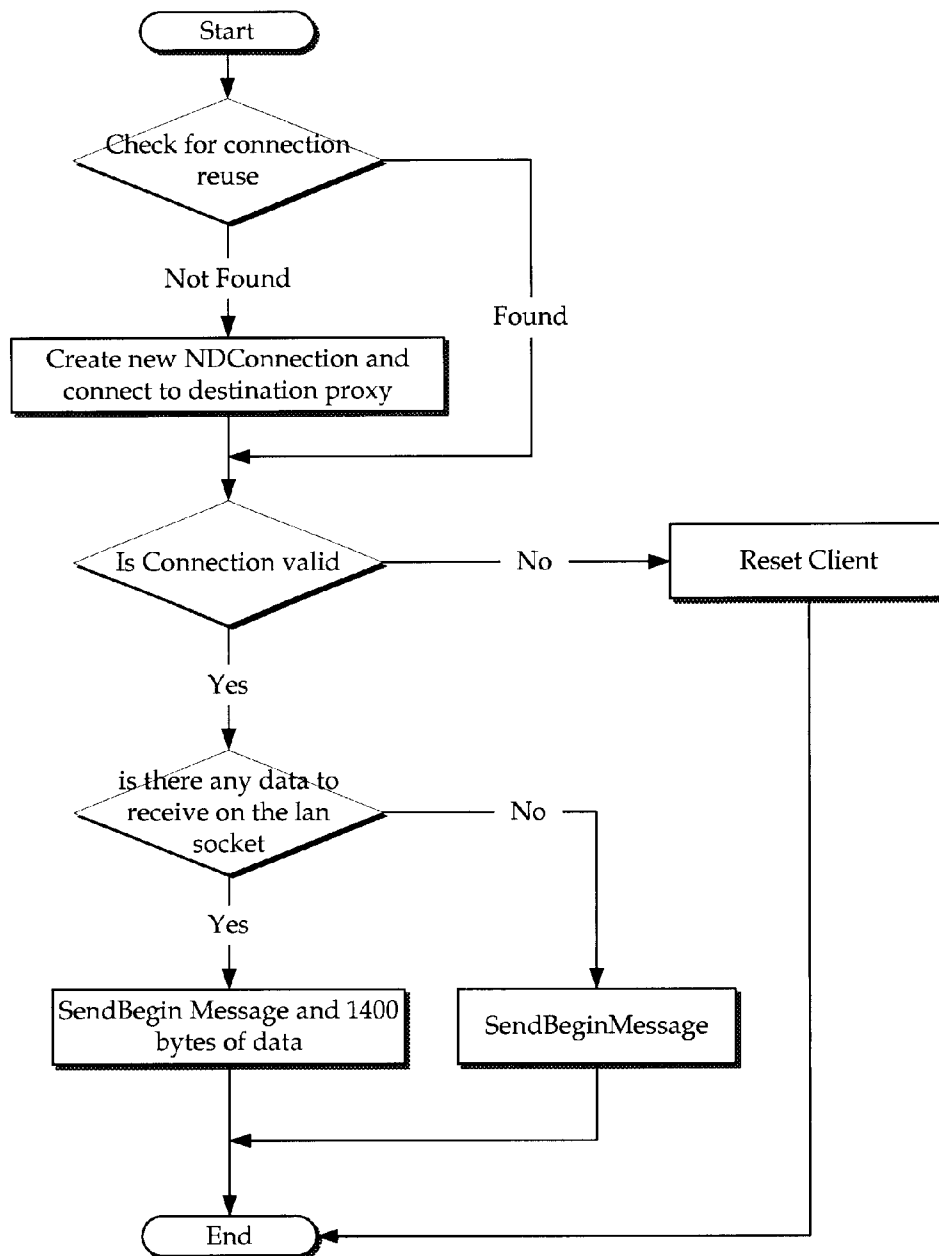 Start
Check for connection
reuse
Not Found
Found
Create new NDConnection and
connect to destination proxy
Is Connection valid
No
Reset Client
Yes
is there any data to
receive on the lan
socket
No
Yes
SendBegin Message and 1400
bytes of data
SendBeginMessage
End